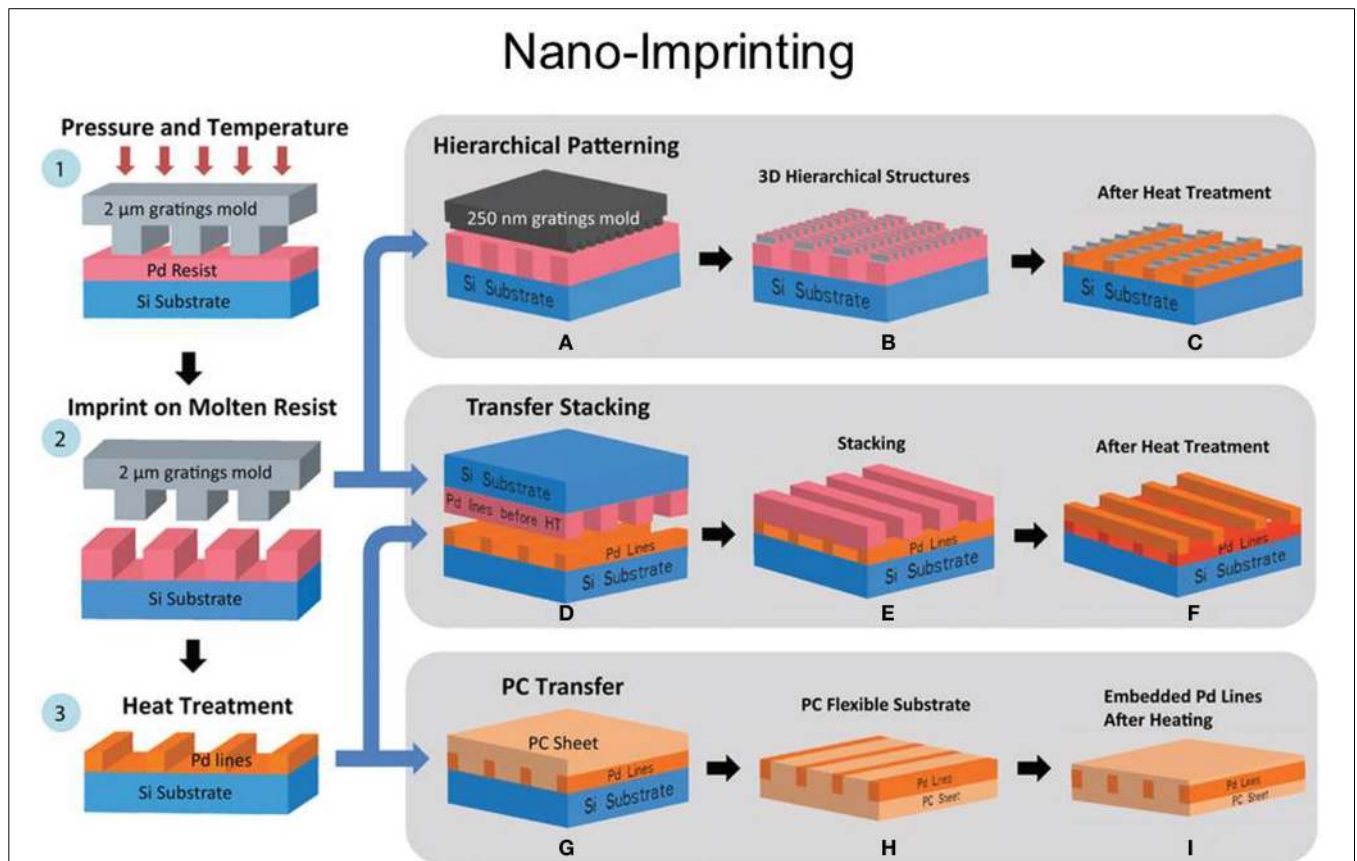 Nano-Imprinting
Pressure and Temperature
1
2 μm gratings mold
Pd Resist
Si Substrate
Imprint on Molten Resist
2
2 μm gratings mold
Si Substrate
Heat Treatment
3
Pd lines
Si Substrate
Hierarchical Patterning
250 nm gratings mold
Si Substrate
A
3D Hierarchical Structures
Si Substrate
B
After Heat Treatment
Si Substrate
C
Transfer Stacking
Si Substrate
Pd lines before HT
Pd Lines
Si Substrate
D
Stacking
Pd Lines
Si Substrate
E
After Heat Treatment
Pd Lines
Si Substrate
F
PC Transfer
PC Sheet
Pd Lines
Si Substrate
G
PC Flexible Substrate
Pd Lines
PC Sheet
H
Embedded Pd Lines
After Heating
Pd Lines
PC Sheet
I